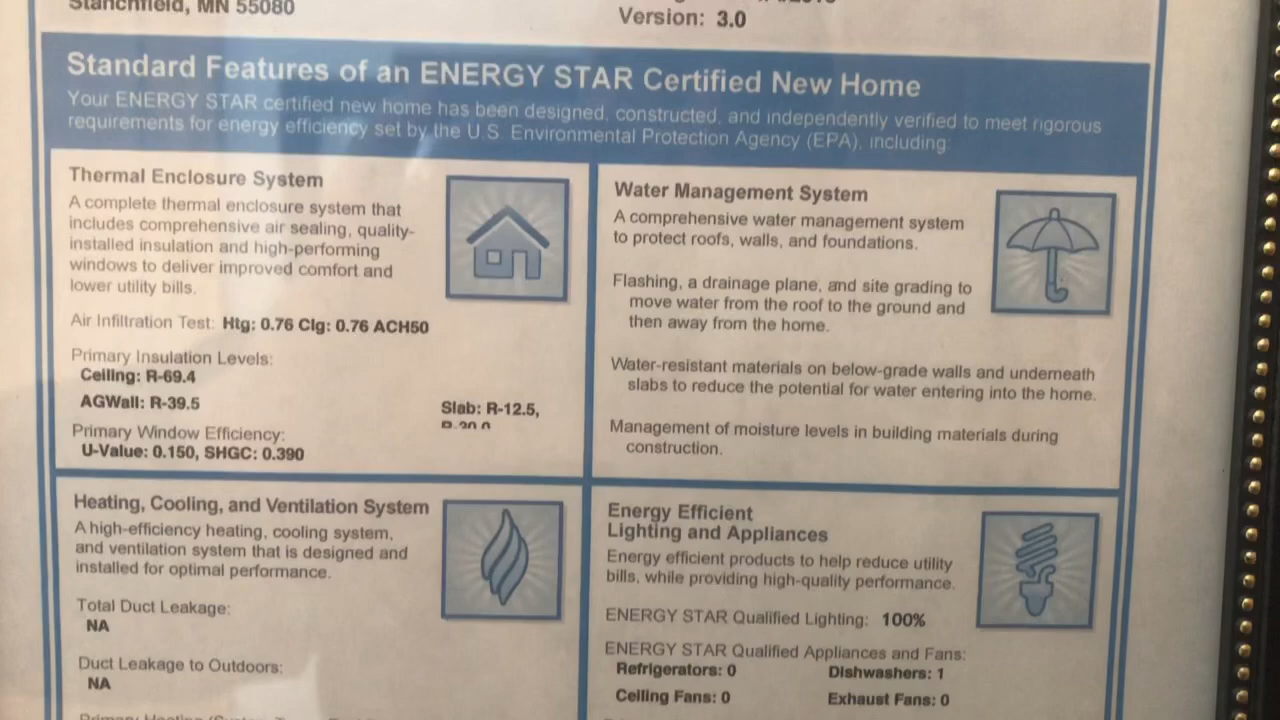 Stanchfield, MN 55080
Version: 3.0
Standard Features of an ENERGY STAR Certified New Home
Your ENERGY STAR certified new home has been designed, constructed, and independently verified to meet rigorous
requirements for energy efficiency set by the U.S. Environmental Protection Agency (EPA), including:
Thermal Enclosure System
A complete thermal enclosure system that
includes comprehensive air sealing, quality-
installed insulation and high-performing
windows to deliver improved comfort and
lower utility bills.
Air Infiltration Test: Htg: 0.76 Clg: 0.76 ACH50
Primary Insulation Levels:
Ceiling: R-69.4
AGWall: R-39.5
Slab: R-12.5,
Primary Window Efficiency:
U-Value: 0.150, SHGC: 0.390
Water Management System
A comprehensive water management system
to protect roofs, walls, and foundations.
Flashing, a drainage plane, and site grading to
move water from the roof to the ground and
then away from the home.
Water-resistant materials on below-grade walls and underneath
slabs to reduce the potential for water entering into the home.
Management of moisture levels in building materials during
construction.
Heating, Cooling, and Ventilation System
A high-efficiency heating, cooling system,
and ventilation system that is designed and
installed for optimal performance.
Total Duct Leakage:
NA
Duct Leakage to Outdoors:
NA
Primary Heating
Energy Efficient
Lighting and Appliances
Energy efficient products to help reduce utility
bills, while providing high-quality performance.
ENERGY STAR Qualified Lighting: 100%
ENERGY STAR Qualified Appliances and Fans:
Refrigerators: 0 Dishwashers: 1
Ceiling Fans: 0 Exhaust Fans: 0